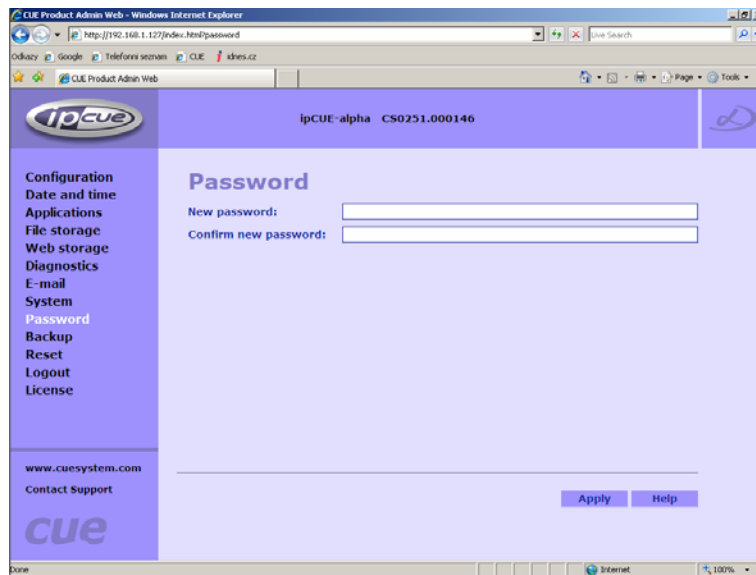 CUE Product Admin Web - Windows Internet Explorer
http://192.168.1.127/index.html?password
Live Search
Odkazy Google Telefonni seznam CUE idnes.cz
CUE Product Admin Web
Page Tools
ipcue
ipCUE-alpha CS0251.000146
Configuration
Date and time
Applications
File storage
Web storage
Diagnostics
E-mail
System
Password
Backup
Reset
Logout
License
Password
New password:
Confirm new password:
www.cuesystem.com
Contact Support
cue
Apply Help
Done
Internet
100%